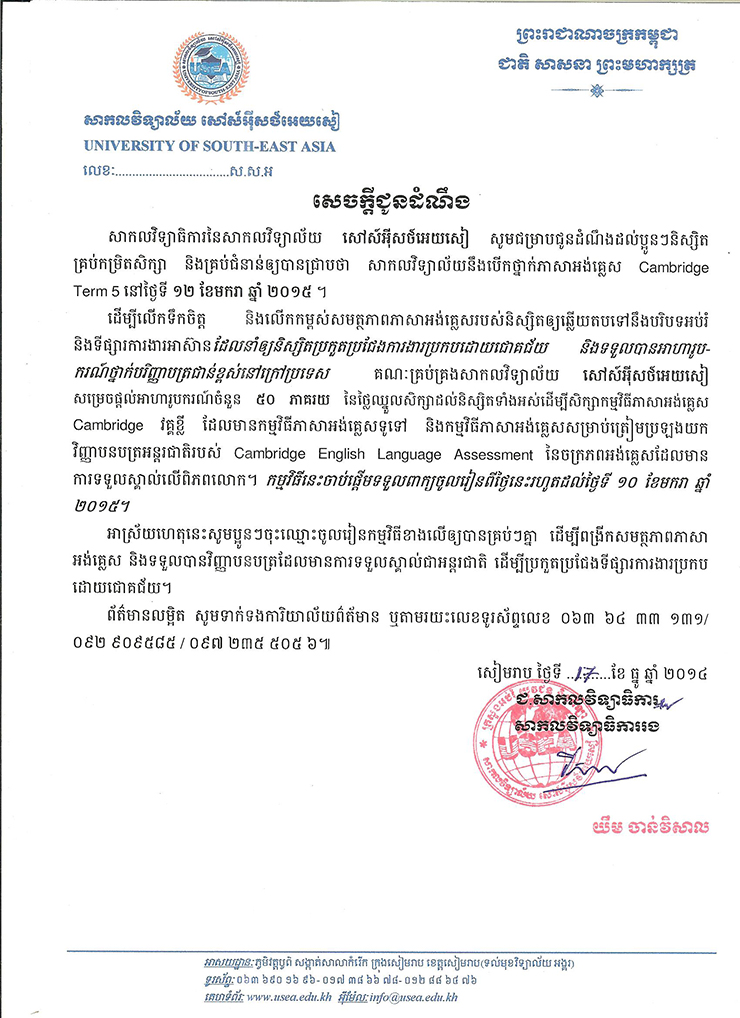 ព្រះរាជាណាចក្រកម្ពុជា
ជាតិ សាសនា ព្រះមហាក្សត្រ
សាកលវិទ្យាល័យ សៅស៍អ៊ីសថ៍អេយសៀ
UNIVERSITY OF SOUTH-EAST ASIA
លេខៈ..................................ស.ស.អ
សេចក្តីជូនដំណឹង
សាកលវិទ្យាធិការនៃសាកលវិទ្យាល័យ សៅស៍អ៊ីសថ៍អេយសៀ សូមជម្រាបជូនដំណឹងដល់ប្អូនៗនិស្សិត
គ្រប់កម្រិតសិក្សា និងគ្រប់ជំនាន់ឲ្យបានជ្រាបថា សាកលវិទ្យាល័យនឹងបើកថ្នាក់ភាសាអង់គ្លេស Cambridge
Term 5 នៅថ្ងៃទី ១២ ខែមករា ឆ្នាំ ២០១៥ ។
ដើម្បីលើកទឹកចិត្ត និងលើកកម្ពស់សមត្ថភាពភាសាអង់គ្លេសរបស់និស្សិតឲ្យឆ្លើយតបទៅនឹងបរិបទអប់រំ
និងទីផ្សារការងារអាស៊ានដែលនាំឲ្យនិស្សិតប្រកួតប្រជែងការងារប្រកបដោយជោគជ័យ និងទទួលបានអាហារូប-
ករណ៍ថ្នាក់បរិញ្ញាបត្រជាន់ខ្ពស់នៅក្រៅប្រទេស គណៈគ្រប់គ្រងសាកលវិទ្យាល័យ សៅស៍អ៊ីសថ៍អេយសៀ
សម្រេចផ្តល់អាហារូបករណ៍ចំនួន ៥០ ភាគរយ នៃថ្លៃឈ្នួលសិក្សាដល់និស្សិតទាំងអស់ដើម្បីសិក្សាកម្មវិធីភាសាអង់គ្លេស
Cambridge វគ្គខ្លី ដែលមានកម្មវិធីភាសាអង់គ្លេសទូទៅ និងកម្មវិធីភាសាអង់គ្លេសសម្រាប់ត្រៀមប្រឡងយក
វិញ្ញាបនបត្រអន្តរជាតិរបស់ Cambridge English Language Assessment នៃចក្រភពអង់គ្លេសដែលមាន
ការទទួលស្គាល់លើពិភពលោក។ កម្មវិធីនេះចាប់ផ្តើមទទួលពាក្យចូលរៀនពីថ្ងៃនេះរហូតដល់ថ្ងៃទី ១០ ខែមករា ឆ្នាំ
២០១៥។
អាស្រ័យហេតុនេះសូមប្អូនៗចុះឈ្មោះចូលរៀនកម្មវិធីខាងលើឲ្យបានគ្រប់ៗគ្នា ដើម្បីពង្រីកសមត្ថភាពភាសា
អង់គ្លេស និងទទួលបានវិញ្ញាបនបត្រដែលមានការទទួលស្គាល់ជាអន្តរជាតិ ដើម្បីប្រកួតប្រជែងទីផ្សារការងារប្រកប
ដោយជោគជ័យ។
ព័ត៌មានលម្អិត សូមទាក់ទងការិយាល័យព័ត៌មាន ឬតាមរយះលេខទូរស័ព្ទលេខ ០៦៣ ៦៤ ៣៣ ១៣១/
០៩២ ៩០៩៥៨៥ / ០៩៧ ២៣៥ ៥០៥ ៦៕
សៀមរាប ថ្ងៃទី ..17.....ខែ ធ្នូ ឆ្នាំ ២០១៤
ជ.សាកលវិទ្យាធិការ
សាកលវិទ្យាធិការរង
USEA
យឹម ចាន់វិសាល
អាសយដ្ឋានៈភូមិវត្តបូព៌ សង្កាត់សាលាកំរើក ក្រុងសៀមរាប ខេត្តសៀមរាប(ទល់មុខវិទ្យាល័យ អង្គរ)
ទូរស័ព្ទៈ ០៦៣ ៦៩០ ១៦ ៩៦- ០១៧ ៣៨ ៦៦ ៧៨- ០១២ ៨៨ ៦៤ ៧៦
គេហទំព័រៈ www.usea.edu.kh អ៊ីម៉ែលៈ info@usea.edu.kh